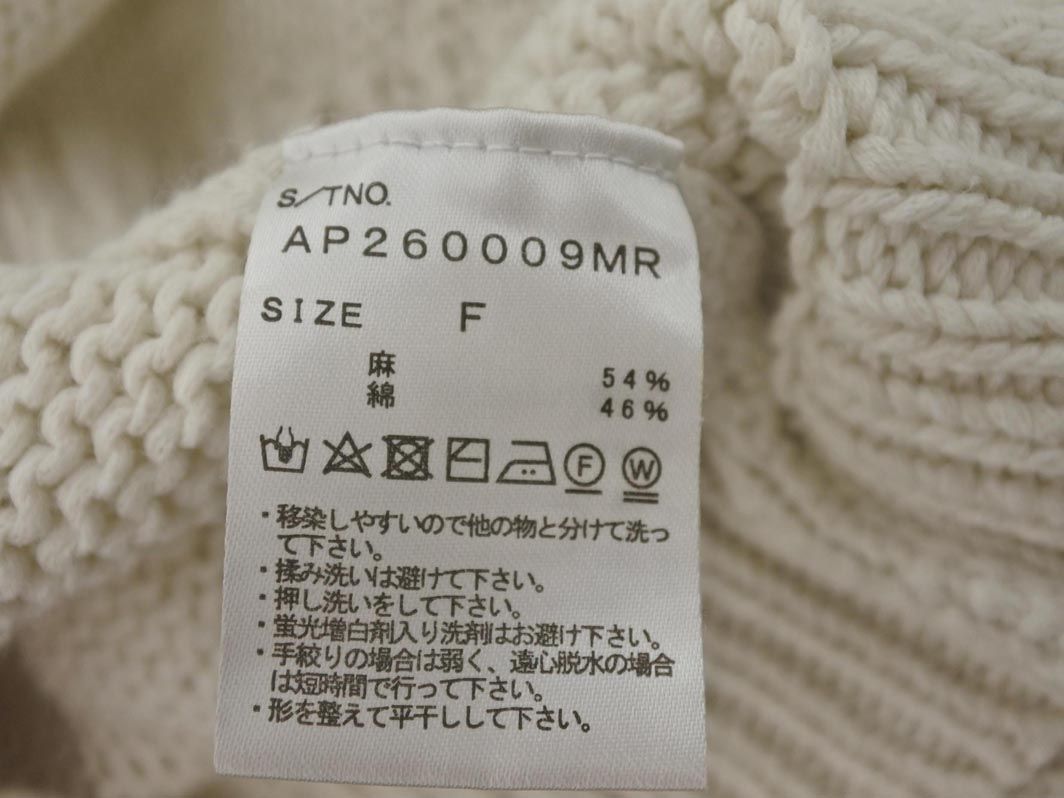 S/TNO.
AP260009MR
SIZE F
麻 54%
綿 46%
F W
・移染しやすいので他の物と分けて洗っ
て下さい。
・揉み洗いは避けて下さい。
・押し洗いをして下さい。
・蛍光増白剤入り洗剤はお避け下さい。
・手絞りの場合は弱く、遠心脱水の場合
は短時間で行って下さい。
・形を整えて平干しして下さい。